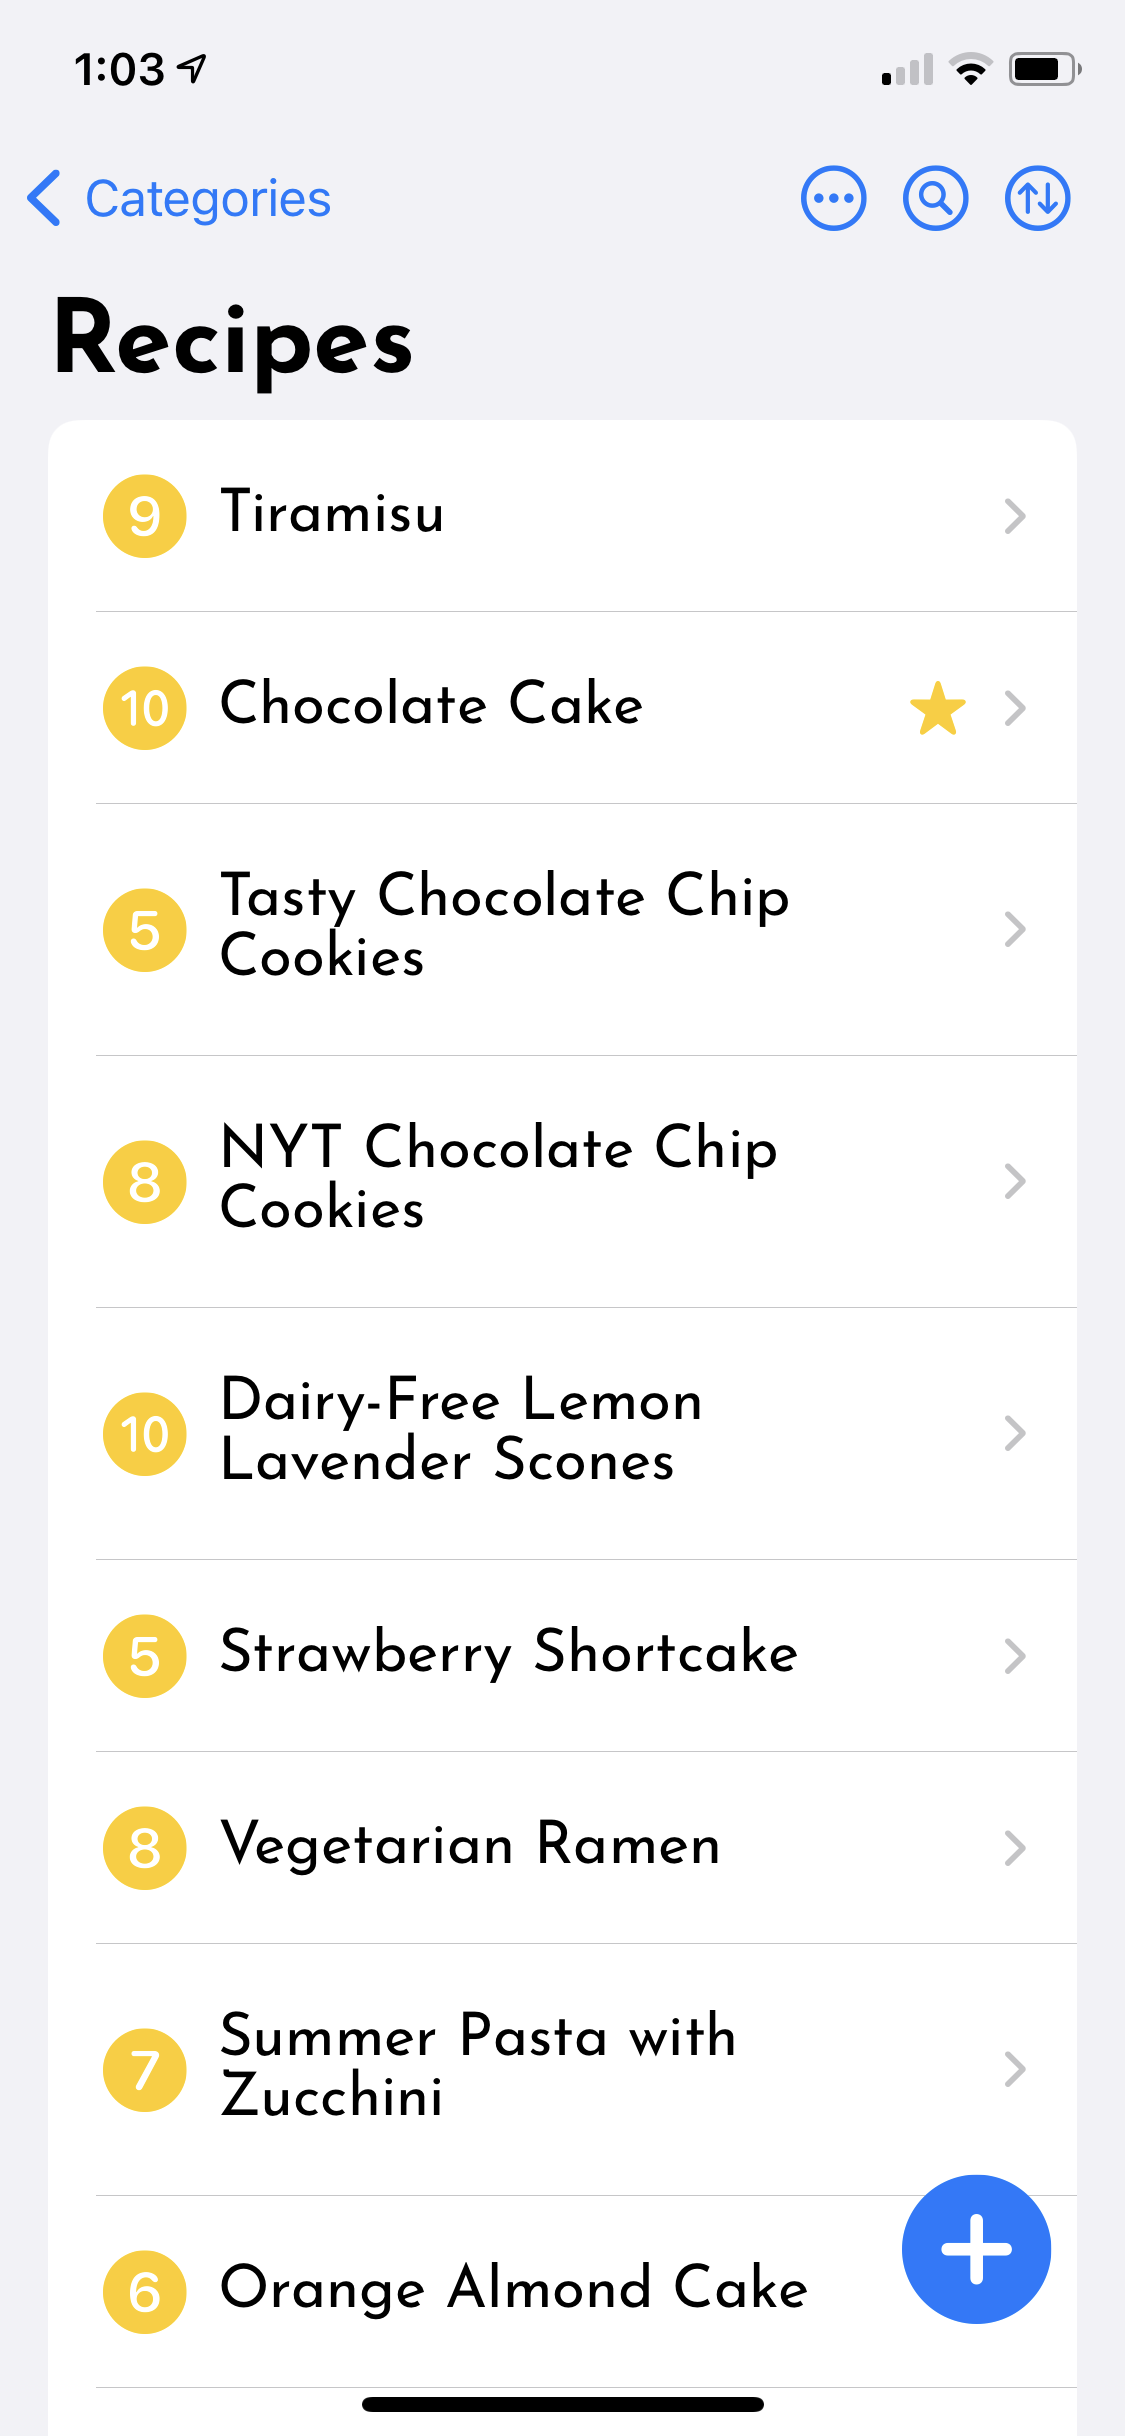 1:03
Categories
Recipes
9 Tiramisu
10 Chocolate Cake
5 Tasty Chocolate Chip
Cookies
8 NYT Chocolate Chip
Cookies
10 Dairy-Free Lemon
Lavender Scones
5 Strawberry Shortcake
8 Vegetarian Ramen
7 Summer Pasta with
Zucchini
6 Orange Almond Cake